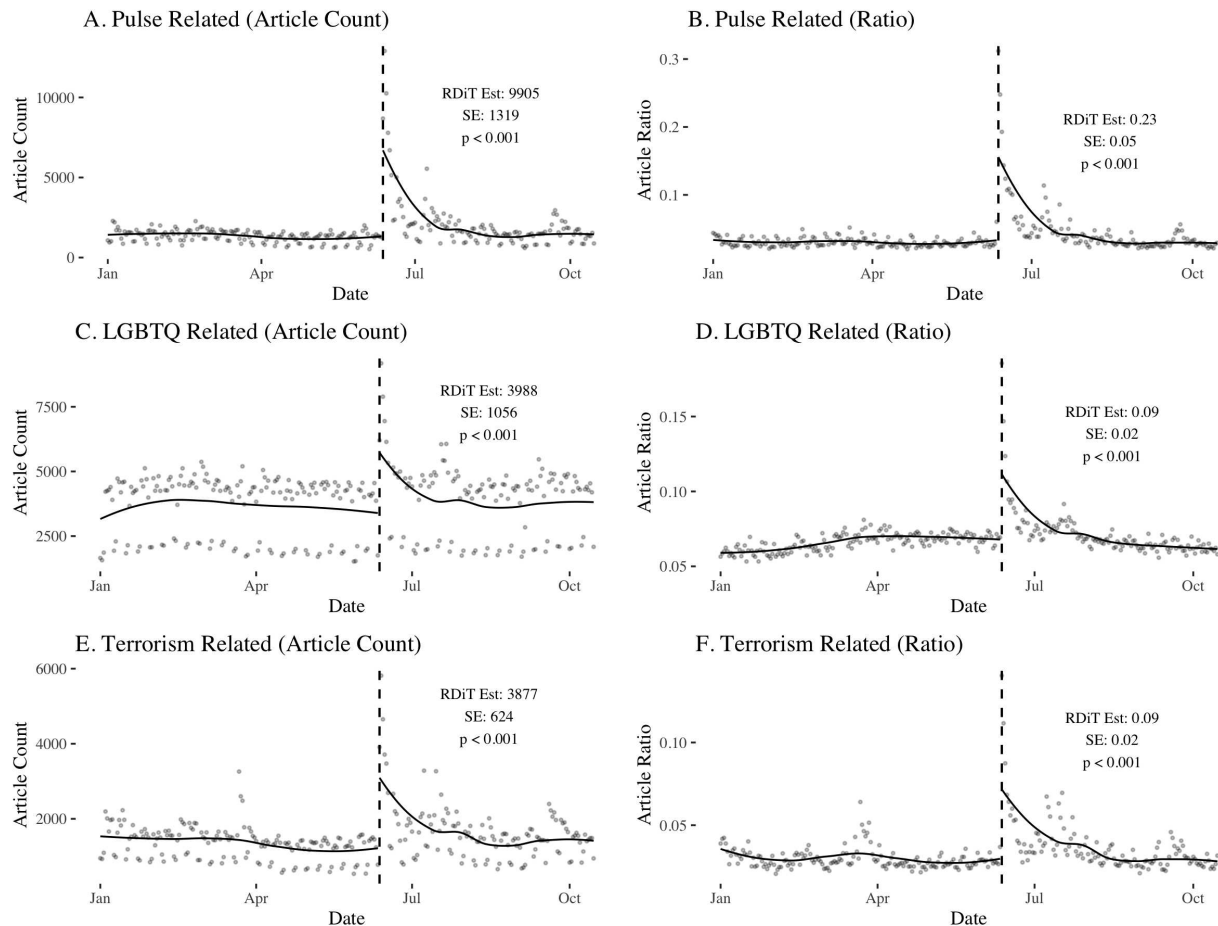 A. Pulse Related (Article Count)
Article Count
10000
5000
0
RDiT Est: 9905
SE: 1319
p < 0.001
Jan
Apr
Jul
Oct
Date
B. Pulse Related (Ratio)
Article Ratio
0.3
0.2
0.1
RDiT Est: 0.23
SE: 0.05
p < 0.001
Jan
Apr
Jul
Oct
Date
C. LGBTQ Related (Article Count)
Article Count
7500
5000
2500
RDiT Est: 3988
SE: 1056
p < 0.001
Jan
Apr
Jul
Oct
Date
D. LGBTQ Related (Ratio)
Article Ratio
0.15
0.10
0.05
RDiT Est: 0.09
SE: 0.02
p < 0.001
Jan
Apr
Jul
Oct
Date
E. Terrorism Related (Article Count)
Article Count
6000
4000
2000
RDiT Est: 3877
SE: 624
p < 0.001
Jan
Apr
Jul
Oct
Date
F. Terrorism Related (Ratio)
Article Ratio
0.10
0.05
RDiT Est: 0.09
SE: 0.02
p < 0.001
Jan
Apr
Jul
Oct
Date